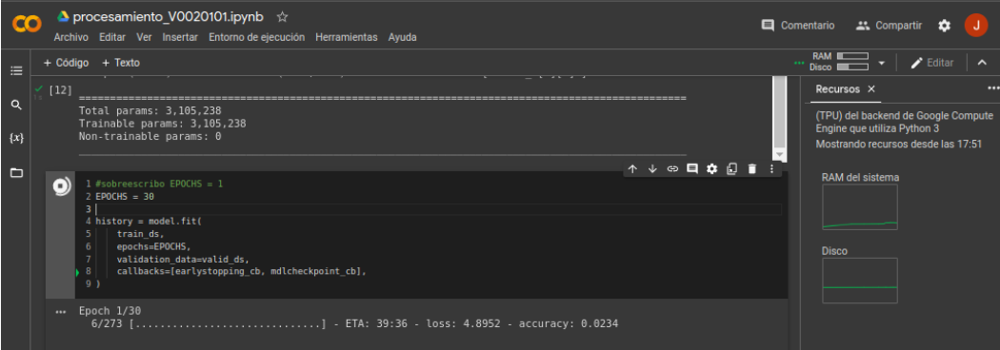 procesamiento_V0020101.ipynb
Comentario
Compartir
J
Archivo Editar Ver Insertar Entorno de ejecución Herramientas Ayuda
+ Código + Texto
RAM
Disco
Editar
[12]
Total params: 3,105,238
Trainable params: 3,105,238
Non-trainable params: 0
{x}
1 #sobreescribo EPOCHS = 1
2 EPOCHS = 30
3
4 history = model.fit(
5 train_ds,
6 epochs=EPOCHS,
7 validation_data=valid_ds,
8 callbacks=[earlystopping_cb, mdlcheckpoint_cb],
9 )
Epoch 1/30
6/273 [..............................] - ETA: 39:36 - loss: 4.8952 - accuracy: 0.0234
Recursos
(TPU) del backend de Google Compute
Engine que utiliza Python 3
Mostrando recursos desde las 17:51
RAM del sistema
Disco